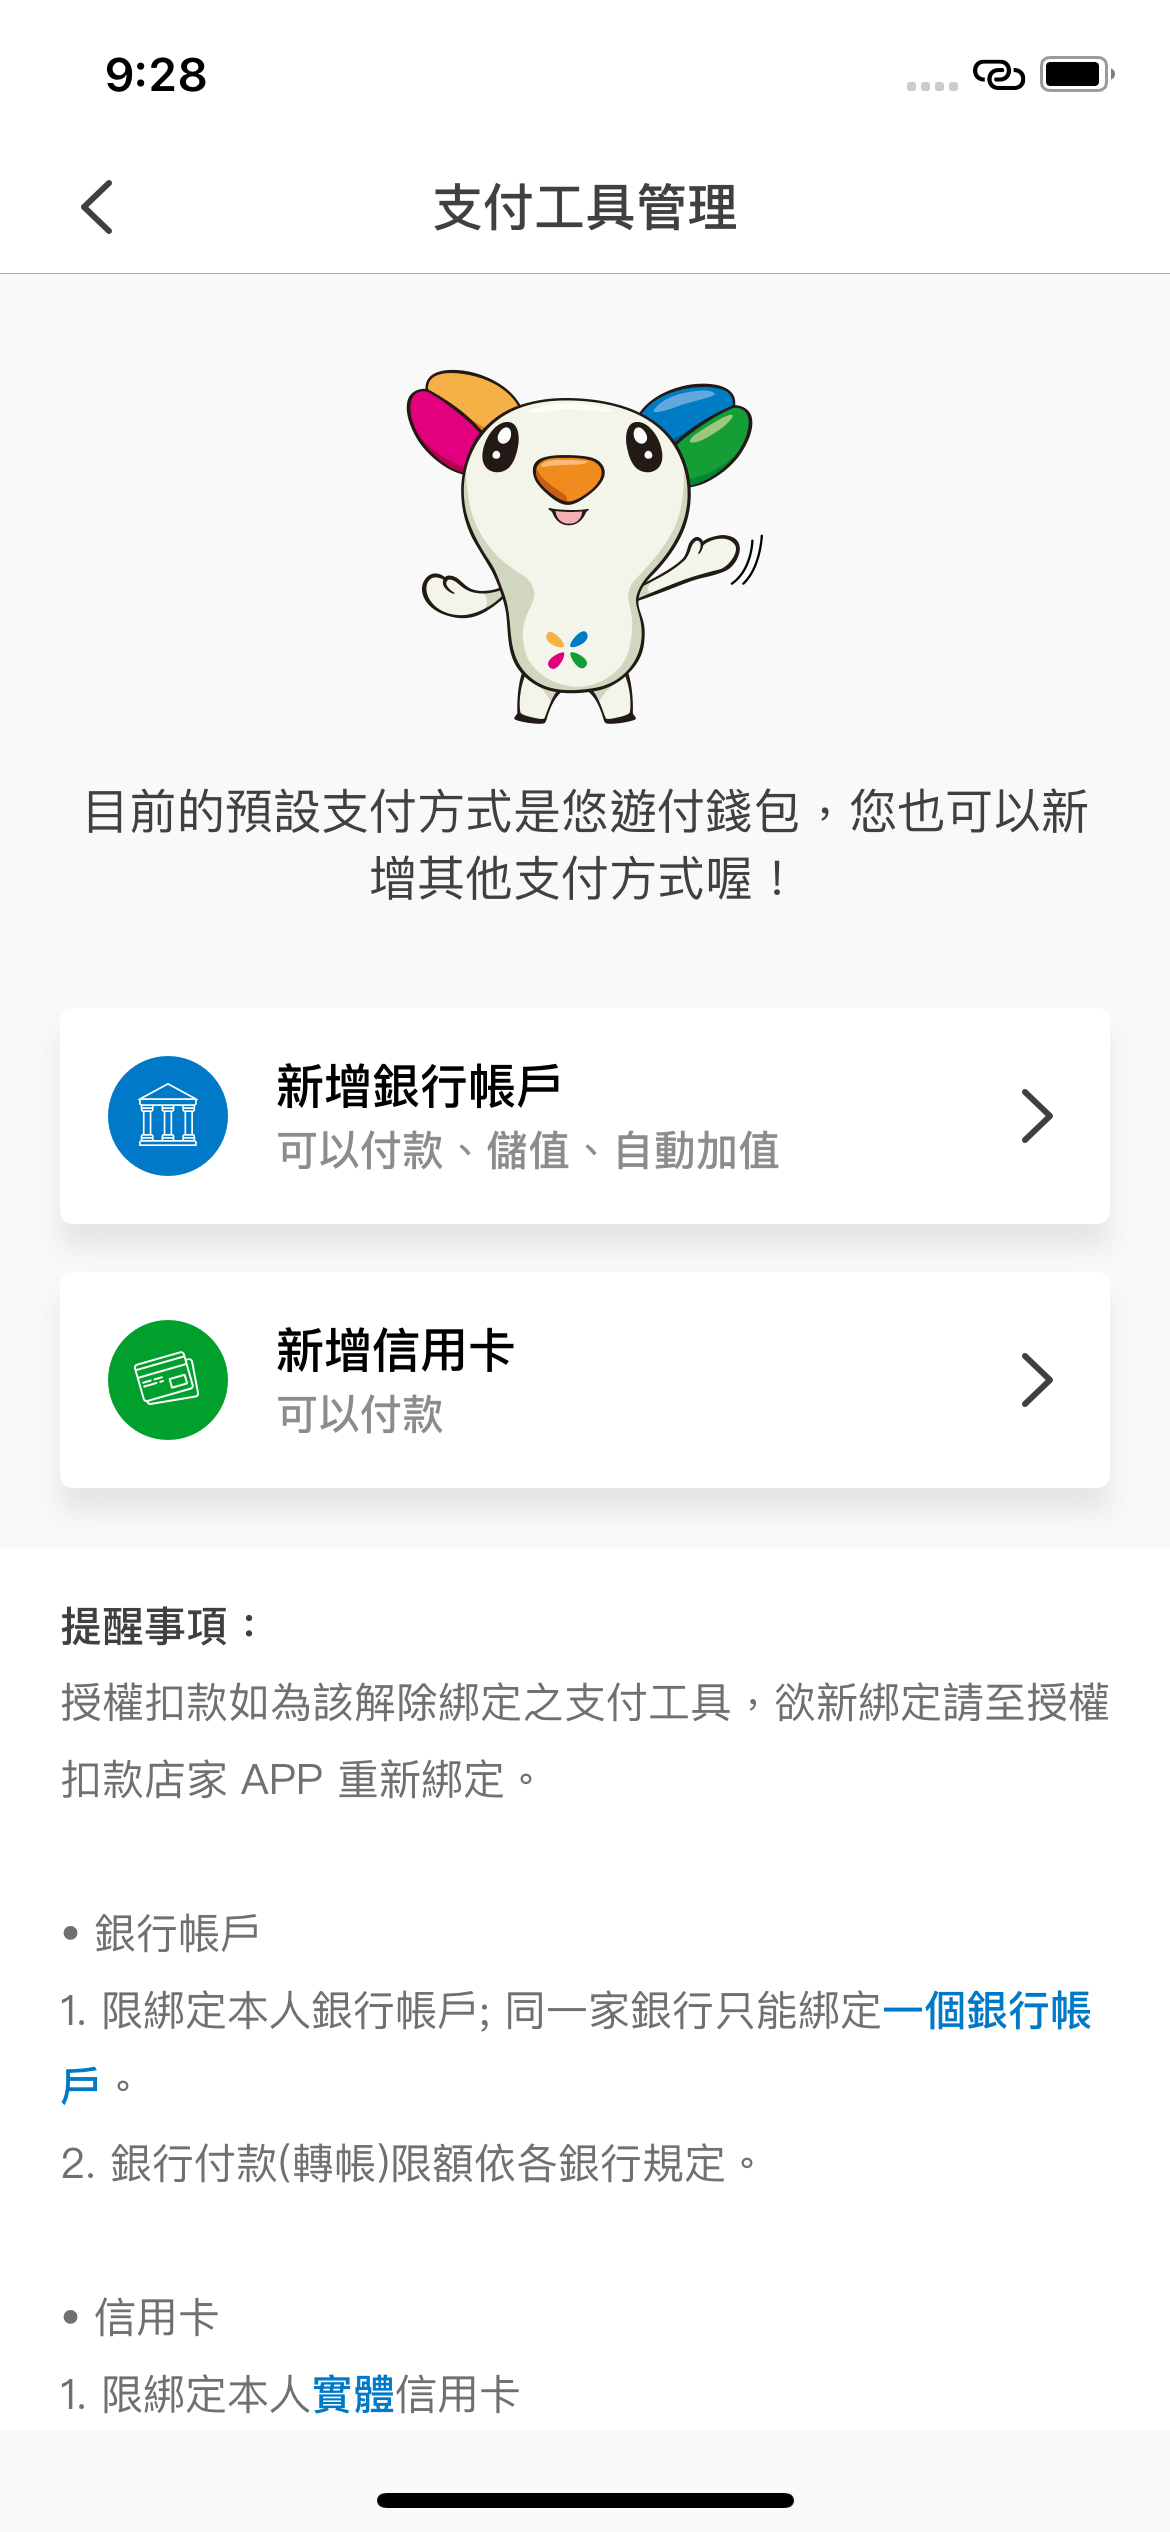 9:28
支付工具管理
目前的預設支付方式是悠遊付錢包，您也可以新
增其他支付方式喔！
新增銀行帳戶
可以付款、儲值、自動加值
新增信用卡
可以付款
提醒事項：
授權扣款如為該解除綁定之支付工具，欲新綁定請至授權
扣款店家 APP 重新綁定。
• 銀行帳戶
1. 限綁定本人銀行帳戶; 同一家銀行只能綁定一個銀行帳
戶。
2. 銀行付款(轉帳)限額依各銀行規定。
• 信用卡
1. 限綁定本人實體信用卡